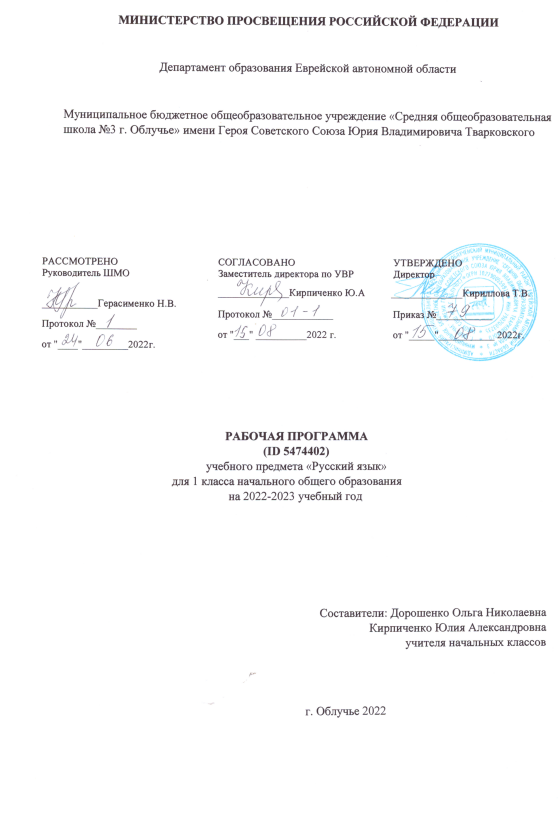 МИНИСТЕРСТВО ПРОСВЕЩЕНИЯ РОССИЙСКОЙ ФЕДЕРАЦИИ
Департамент образования Еврейской автономной области
Муниципальное бюджетное общеобразовательное учреждение «Средняя общеобразовательная
школа №3 г. Облучье» имени Героя Советского Союза Юрия Владимировича Тварковского
РАССМОТРЕНО
Руководитель ШМО
Герасименко Н.В.
Протокол № 1
от "24" 06 2022г.
СОГЛАСОВАНО
Заместитель директора по УВР
Кирпиченко Ю.А
Протокол № 01-1
от "15" 08 2022 г.
УТВЕРЖДЕНО
Директор
Кириллова Т.В.
Приказ № 79
от "15" 08 2022г.
РАБОЧАЯ ПРОГРАММА
(ID 5474402)
учебного предмета «Русский язык»
для 1 класса начального общего образования
на 2022-2023 учебный год
Составители: Дорошенко Ольга Николаевна
Кирпиченко Юлия Александровна
учителя начальных классов
г. Облучье 2022